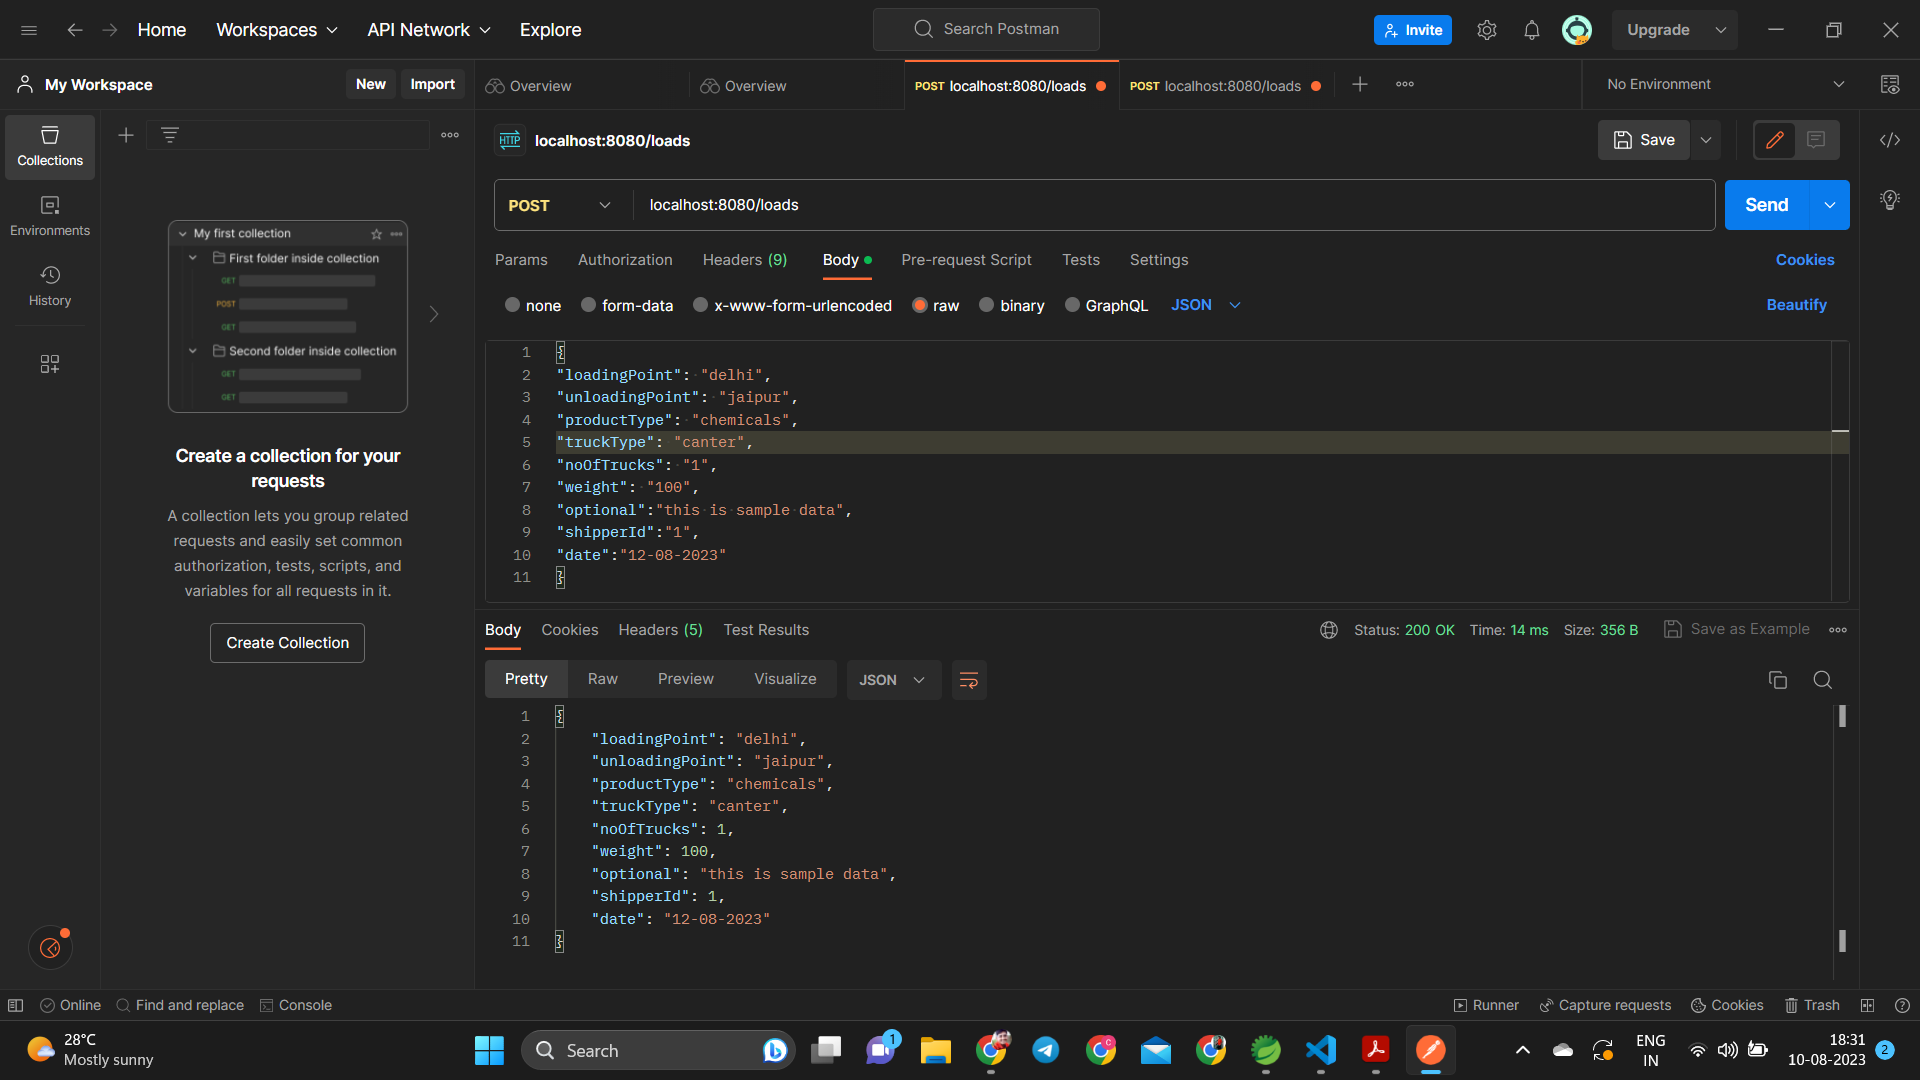 Home Workspaces API Network Explore Search Postman Invite Upgrade
My Workspace New Import Overview Overview POST localhost:8080/loads POST localhost:8080/loads No Environment
Collections
Environments
History
My first collection
First folder inside collection
GET
POST
GET
Second folder inside collection
GET
GET
Create a collection for your
requests
A collection lets you group related
requests and easily set common
authorization, tests, scripts, and
variables for all requests in it.
Create Collection
HTTP localhost:8080/loads Save
POST localhost:8080/loads Send
Params Authorization Headers (9) Body Pre-request Script Tests Settings Cookies
none form-data x-www-form-urlencoded raw binary GraphQL JSON Beautify
1 {
2 "loadingPoint": "delhi",
3 "unloadingPoint": "jaipur",
4 "productType": "chemicals",
5 "truckType": "canter",
6 "noOfTrucks": "1",
7 "weight": "100",
8 "optional":"this is sample data",
9 "shipperId":"1",
10 "date":"12-08-2023"
11 }
Body Cookies Headers (5) Test Results Status: 200 OK Time: 14 ms Size: 356 B Save as Example
Pretty Raw Preview Visualize JSON
1 {
2 "loadingPoint": "delhi",
3 "unloadingPoint": "jaipur",
4 "productType": "chemicals",
5 "truckType": "canter",
6 "noOfTrucks": 1,
7 "weight": 100,
8 "optional": "this is sample data",
9 "shipperId": 1,
10 "date": "12-08-2023"
11 }
Online Find and replace Console Runner Capture requests Cookies Trash
28°C
Mostly sunny
Search
1
C
ENG
IN
18:31
10-08-2023
2